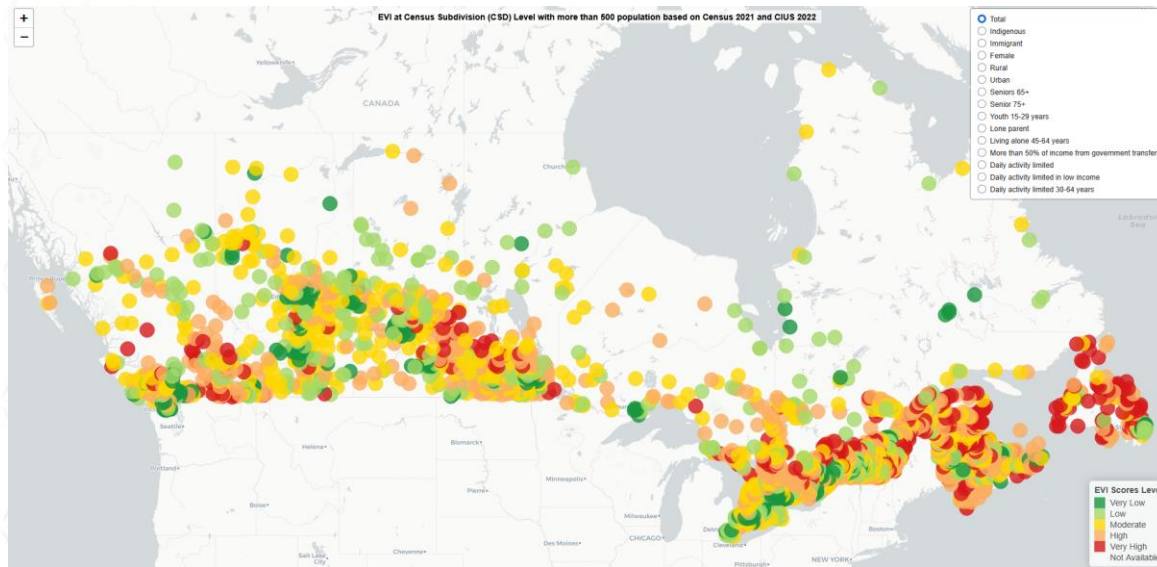 EVI at Census Subdivision (CSD) Level with more than 500 population based on Census 2021 and CIUS 2022
+
−
Total
Indigenous
Immigrant
Female
Rural
Urban
Seniors 65+
Senior 75+
Youth 15-29 years
Lone parent
Living alone 45-64 years
More than 50% of income from government transfer
Daily activity limited
Daily activity limited in low income
Daily activity limited 30-64 years
Yellowknife
CANADA
Labrador
Sea
Seattle
Portland
Helena
Boise
Salt Lake
City
Bismarck
Pierre
Cheyenne
Minneapolis
Des Moines
Milwaukee
CHICAGO
Cleveland
Pittsburgh
NEW YORK
Boston
EVI Scores Leve
Very Low
Low
Moderate
High
Very High
Not Available